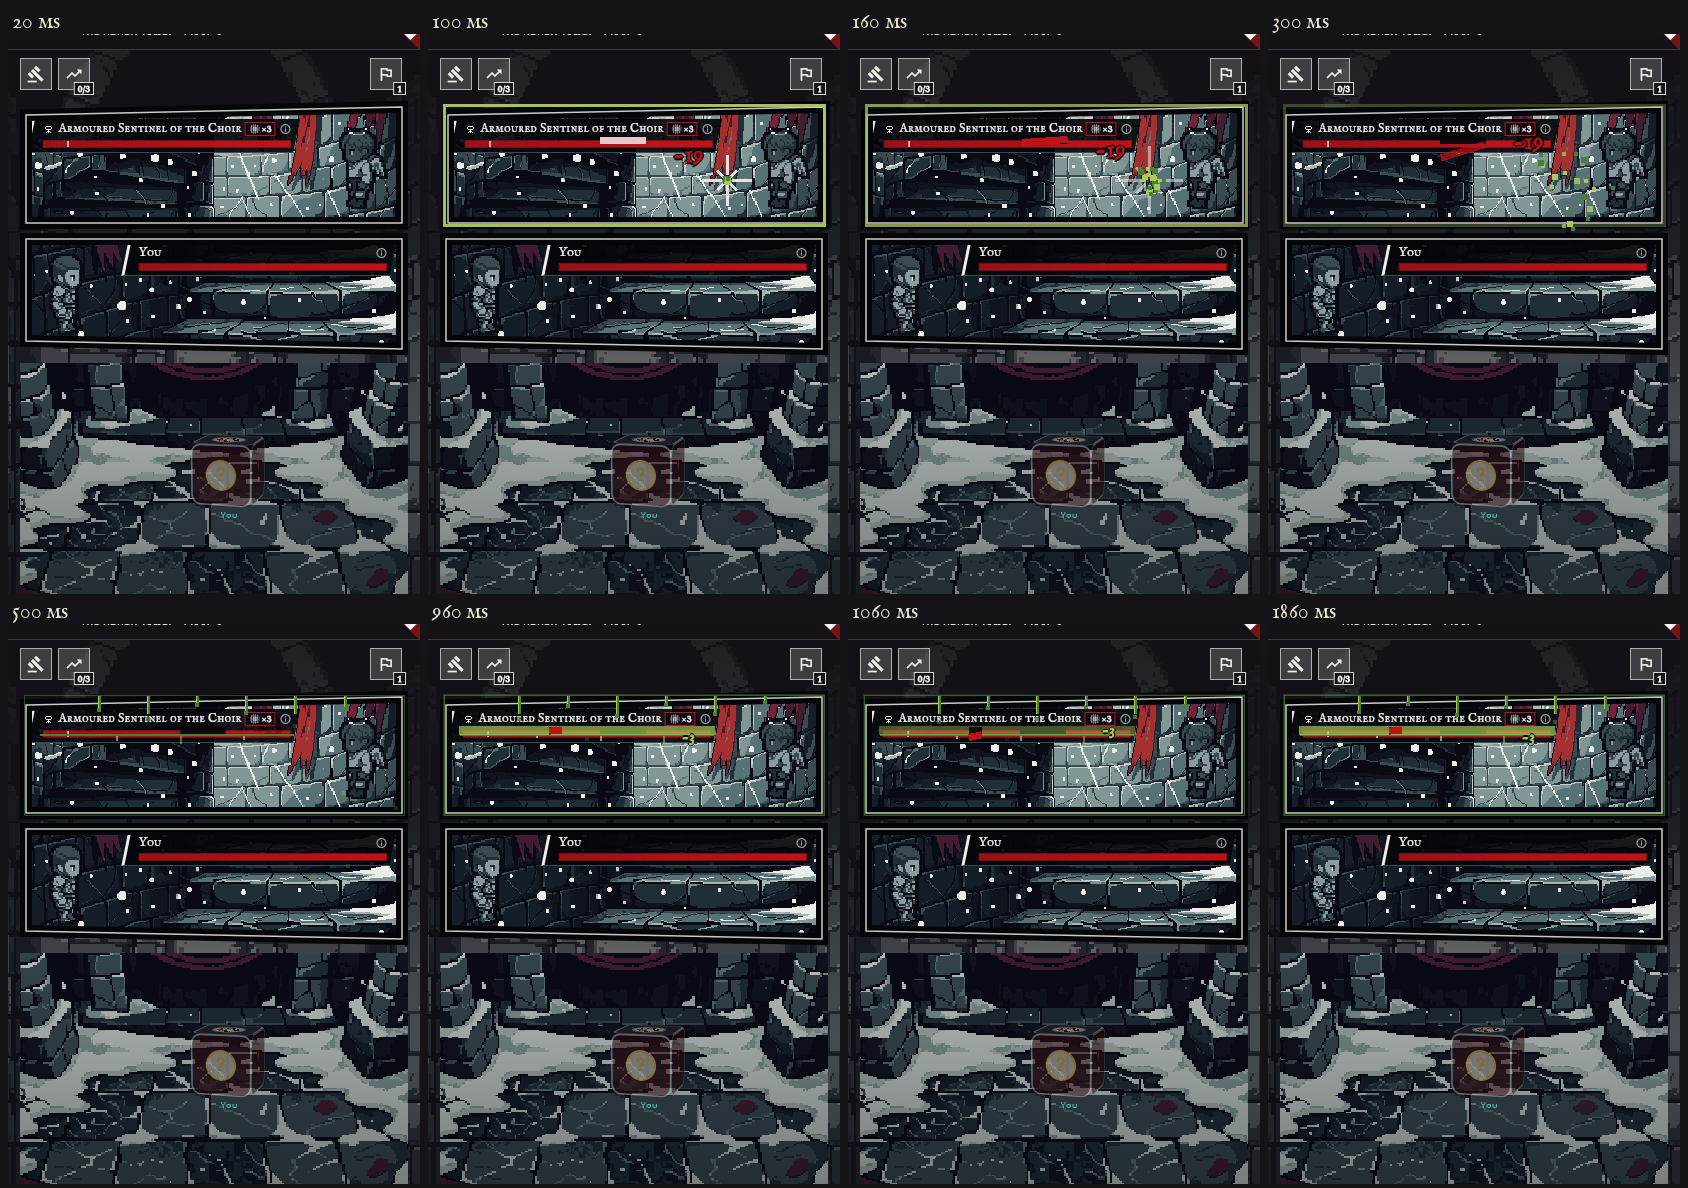 20 MS
100 MS
160 MS
300 MS
0/3
1
0/3
1
0/3
1
0/3
1
Armoured Sentinel of the Choir ×3
Armoured Sentinel of the Choir ×3
Armoured Sentinel of the Choir ×3
Armoured Sentinel of the Choir ×3
-19
-19
-19
You
You
You
You
You
You
You
You
500 MS
960 MS
1060 MS
1860 MS
0/3
1
0/3
1
0/3
1
0/3
1
Armoured Sentinel of the Choir ×3
Armoured Sentinel of the Choir ×3
Armoured Sentinel of the Choir ×3
Armoured Sentinel of the Choir ×3
-3
-3
-3
You
You
You
You
You
You
You
You